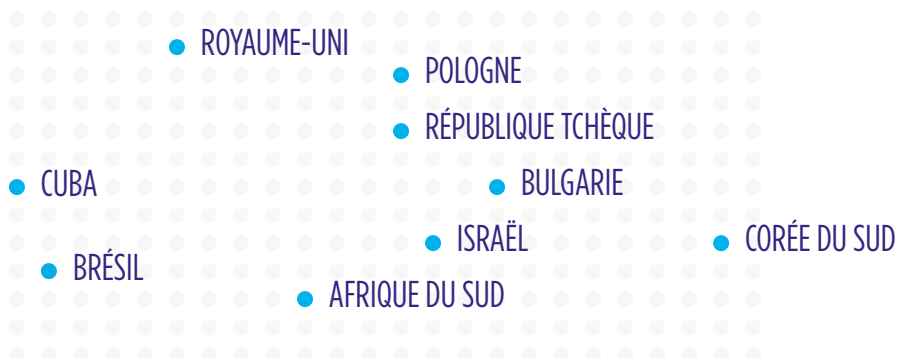 ROYAUME-UNI
POLOGNE
RÉPUBLIQUE TCHÈQUE
CUBA
BULGARIE
ISRAËL
CORÉE DU SUD
BRÉSIL
AFRIQUE DU SUD